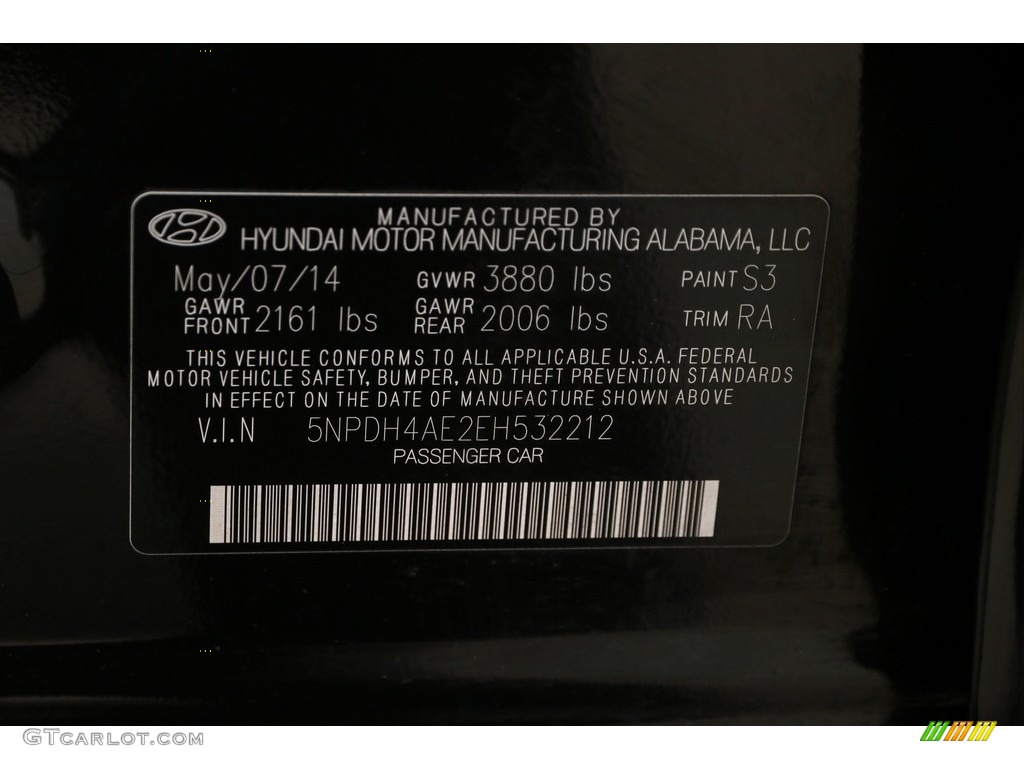 MANUFACTURED BY
HYUNDAI MOTOR MANUFACTURING ALABAMA, LLC
May/07/14 GVWR 3880 lbs PAINT S3
GAWR FRONT 2161 lbs GAWR REAR 2006 lbs TRIM RA
THIS VEHICLE CONFORMS TO ALL APPLICABLE U.S.A. FEDERAL
MOTOR VEHICLE SAFETY, BUMPER, AND THEFT PREVENTION STANDARDS
IN EFFECT ON THE DATE OF MANUFACTURE SHOWN ABOVE
V.I.N 5NPDH4AE2EH532212
PASSENGER CAR
GTCARLOT.COM